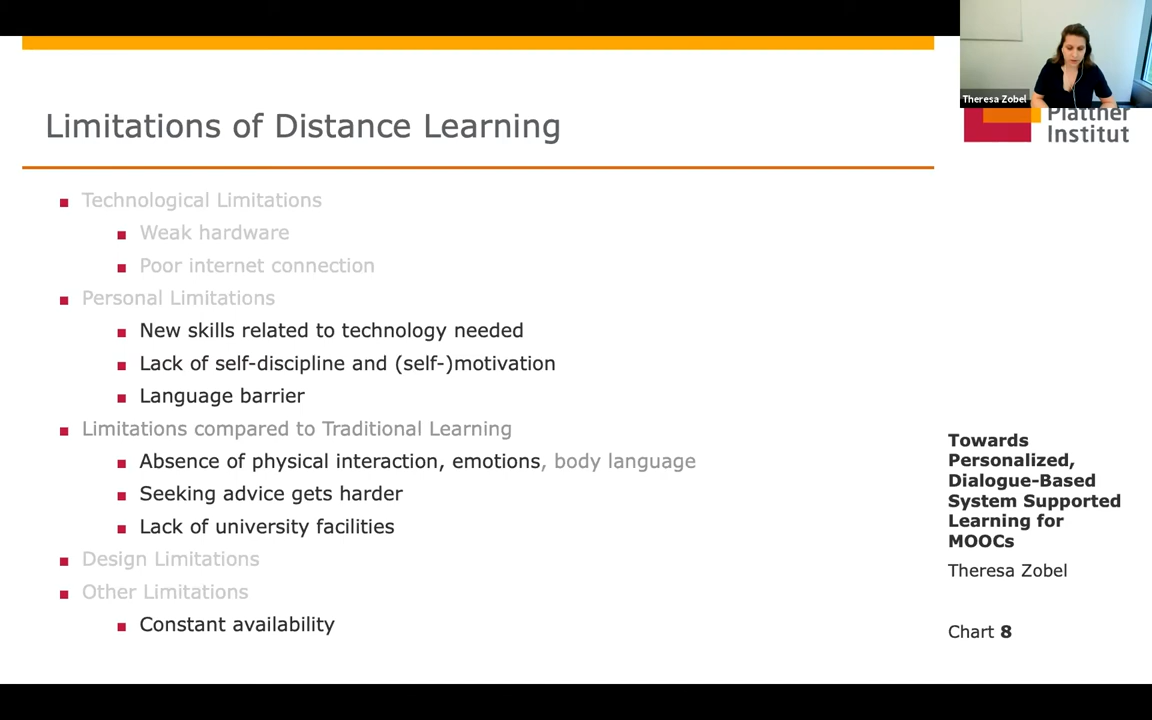 Theresa Zobel
Plattner
Institut
Limitations of Distance Learning
Technological Limitations
Weak hardware
Poor internet connection
Personal Limitations
New skills related to technology needed
Lack of self-discipline and (self-)motivation
Language barrier
Limitations compared to Traditional Learning
Absence of physical interaction, emotions, body language
Seeking advice gets harder
Lack of university facilities
Design Limitations
Other Limitations
Constant availability
Towards
Personalized,
Dialogue-Based
System Supported
Learning for
MOOCs
Theresa Zobel
Chart 8